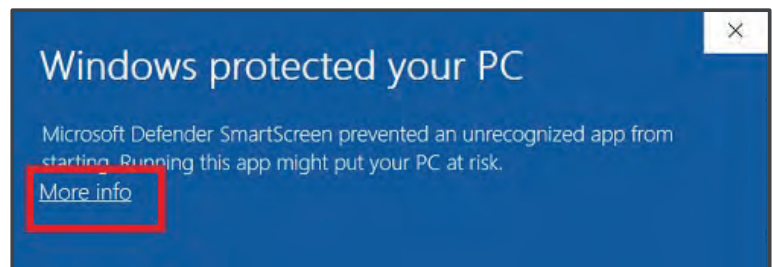 Windows protected your PC
Microsoft Defender SmartScreen prevented an unrecognized app from
starting. Running this app might put your PC at risk.
More info